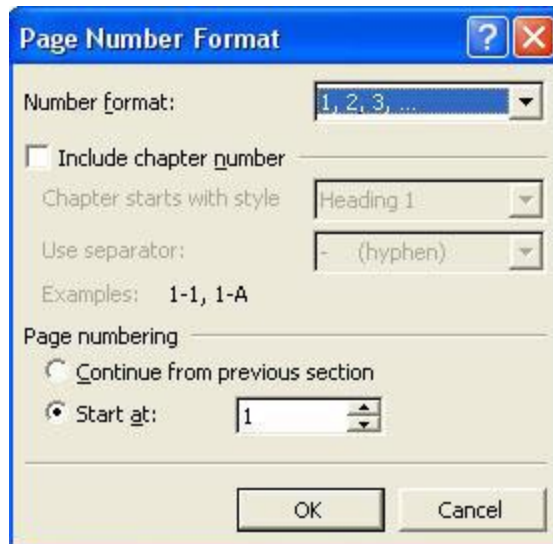 Page Number Format
Number format: 1, 2, 3, ...
Include chapter number
Chapter starts with style Heading 1
Use separator: - (hyphen)
Examples: 1-1, 1-A
Page numbering
Continue from previous section
Start at: 1
OK Cancel